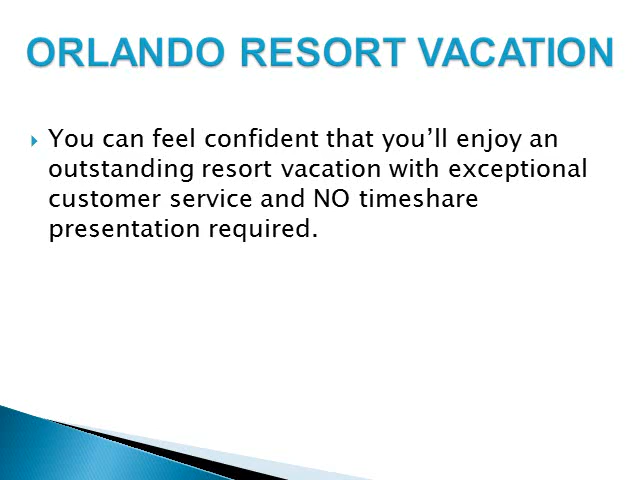 ORLANDO RESORT VACATION
You can feel confident that you’ll enjoy an
outstanding resort vacation with exceptional
customer service and NO timeshare
presentation required.